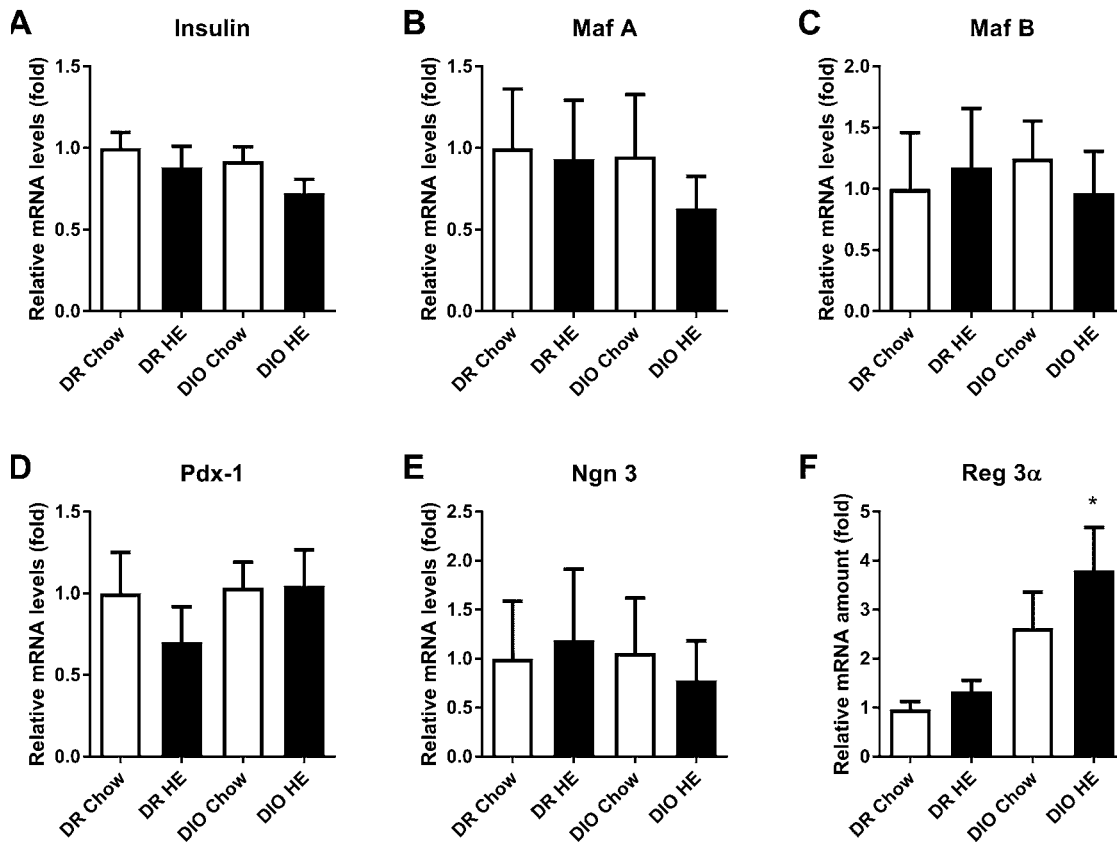 A
Insulin
Relative mRNA levels (fold)
1.5
1.0
0.5
0.0
DR Chow
DR HE
DIO Chow
DIO HE
B
Maf A
Relative mRNA levels (fold)
1.5
1.0
0.5
0.0
DR Chow
DR HE
DIO Chow
DIO HE
C
Maf B
Relative mRNA levels (fold)
2.0
1.5
1.0
0.5
0.0
DR Chow
DR HE
DIO Chow
DIO HE
D
Pdx-1
Relative mRNA levels (fold)
1.5
1.0
0.5
0.0
DR Chow
DR HE
DIO Chow
DIO HE
E
Ngn 3
Relative mRNA levels (fold)
2.5
2.0
1.5
1.0
0.5
0.0
DR Chow
DR HE
DIO Chow
DIO HE
F
Reg 3α
Relative mRNA amount (fold)
5
4
3
2
1
0
*
DR Chow
DR HE
DIO Chow
DIO HE